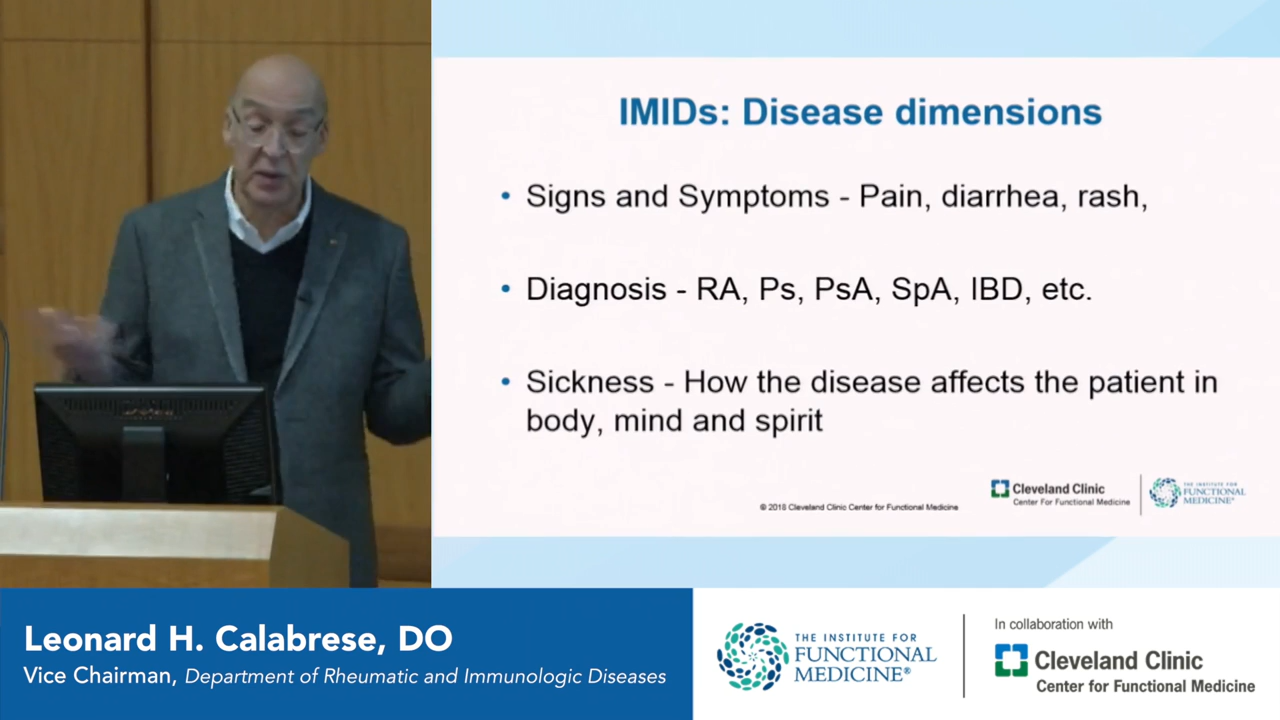 IMIDs: Disease dimensions
• Signs and Symptoms - Pain, diarrhea, rash,
• Diagnosis - RA, Ps, PsA, SpA, IBD, etc.
• Sickness - How the disease affects the patient in
body, mind and spirit
Cleveland Clinic
Center For Functional Medicine
THE INSTITUTE FOR
FUNCTIONAL
MEDICINE®
© 2018 Cleveland Clinic Center for Functional Medicine
Leonard H. Calabrese, DO
Vice Chairman, Department of Rheumatic and Immunologic Diseases
THE INSTITUTE FOR
FUNCTIONAL
MEDICINE®
In collaboration with
Cleveland Clinic
Center for Functional Medicine